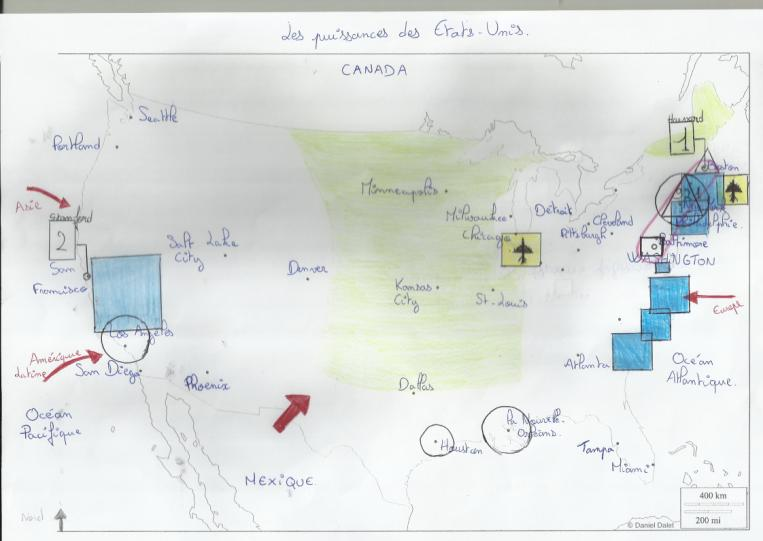 Les puissances des Etats-Unis.
CANADA
Seattle
Portland
Harvard
1
Boston
Minneapolis
Milwaukee
Détroit
Cleveland
Chicago
Pittsburgh
Baltimore
WASHINGTON
Asie
Stanford
2
Salt Lake
City
San
Francisco
Denver
Kansas
City
St-Louis
Europe
Los Angeles
Amérique
latine
San Diego
Phoenix
Dallas
Atlanta
Océan
Atlantique.
Océan
Pacifique
La Nouvelle-
Orléans.
Houston
Tampa
Miami
MEXIQUE.
Nord
400 km
200 mi
© Daniel Dalet